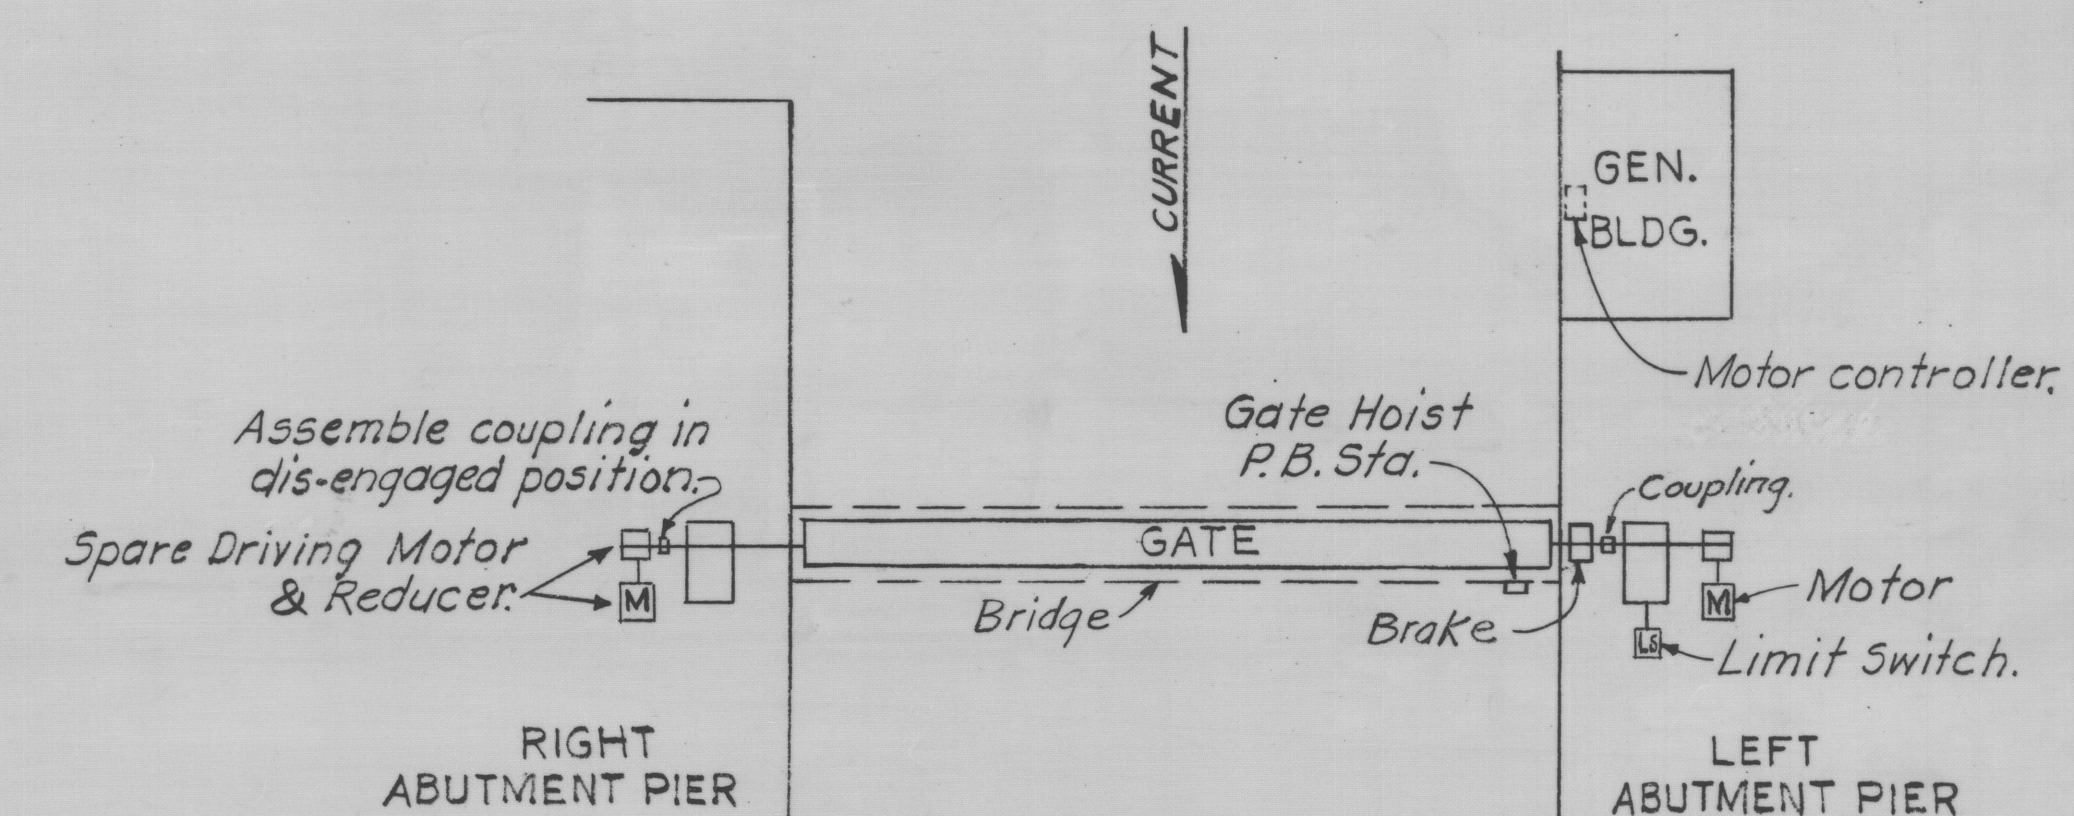 CURRENT
GEN.
BLDG.
Motor controller.
Assemble coupling in
dis-engaged position.
Gate Hoist
P.B. Sta.
Coupling.
Spare Driving Motor
& Reducer.
GATE
M
Bridge
Brake
M
Motor
LS
Limit Switch.
RIGHT
ABUTMENT PIER
LEFT
ABUTMENT PIER